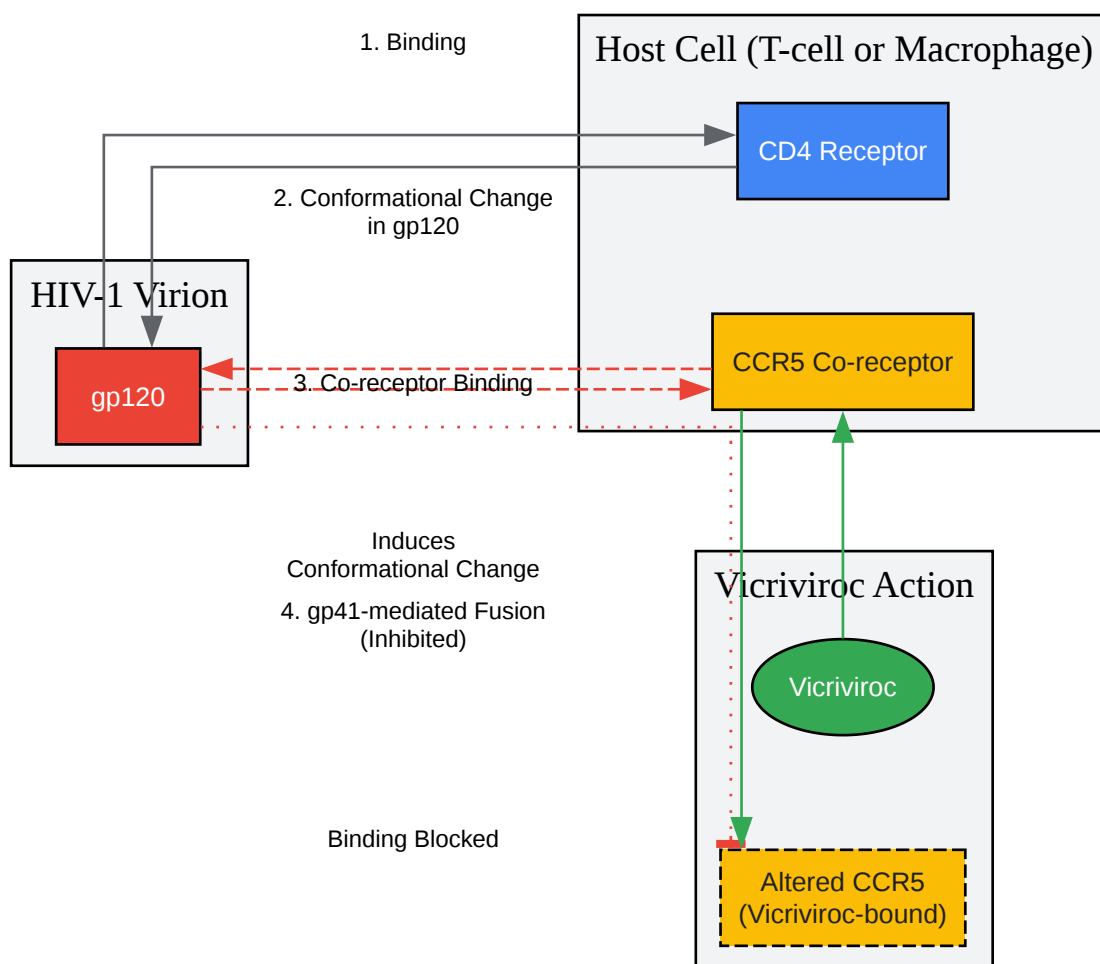 1. Binding
Host Cell (T-cell or Macrophage)
CD4 Receptor
2. Conformational Change
in gp120
HIV-1 Virion
gp120
3. Co-receptor Binding
CCR5 Co-receptor
Induces
Conformational Change
4. gp41-mediated Fusion
(Inhibited)
Vicriviroc Action
Vicriviroc
Binding Blocked
Altered CCR5
(Vicriviroc-bound)